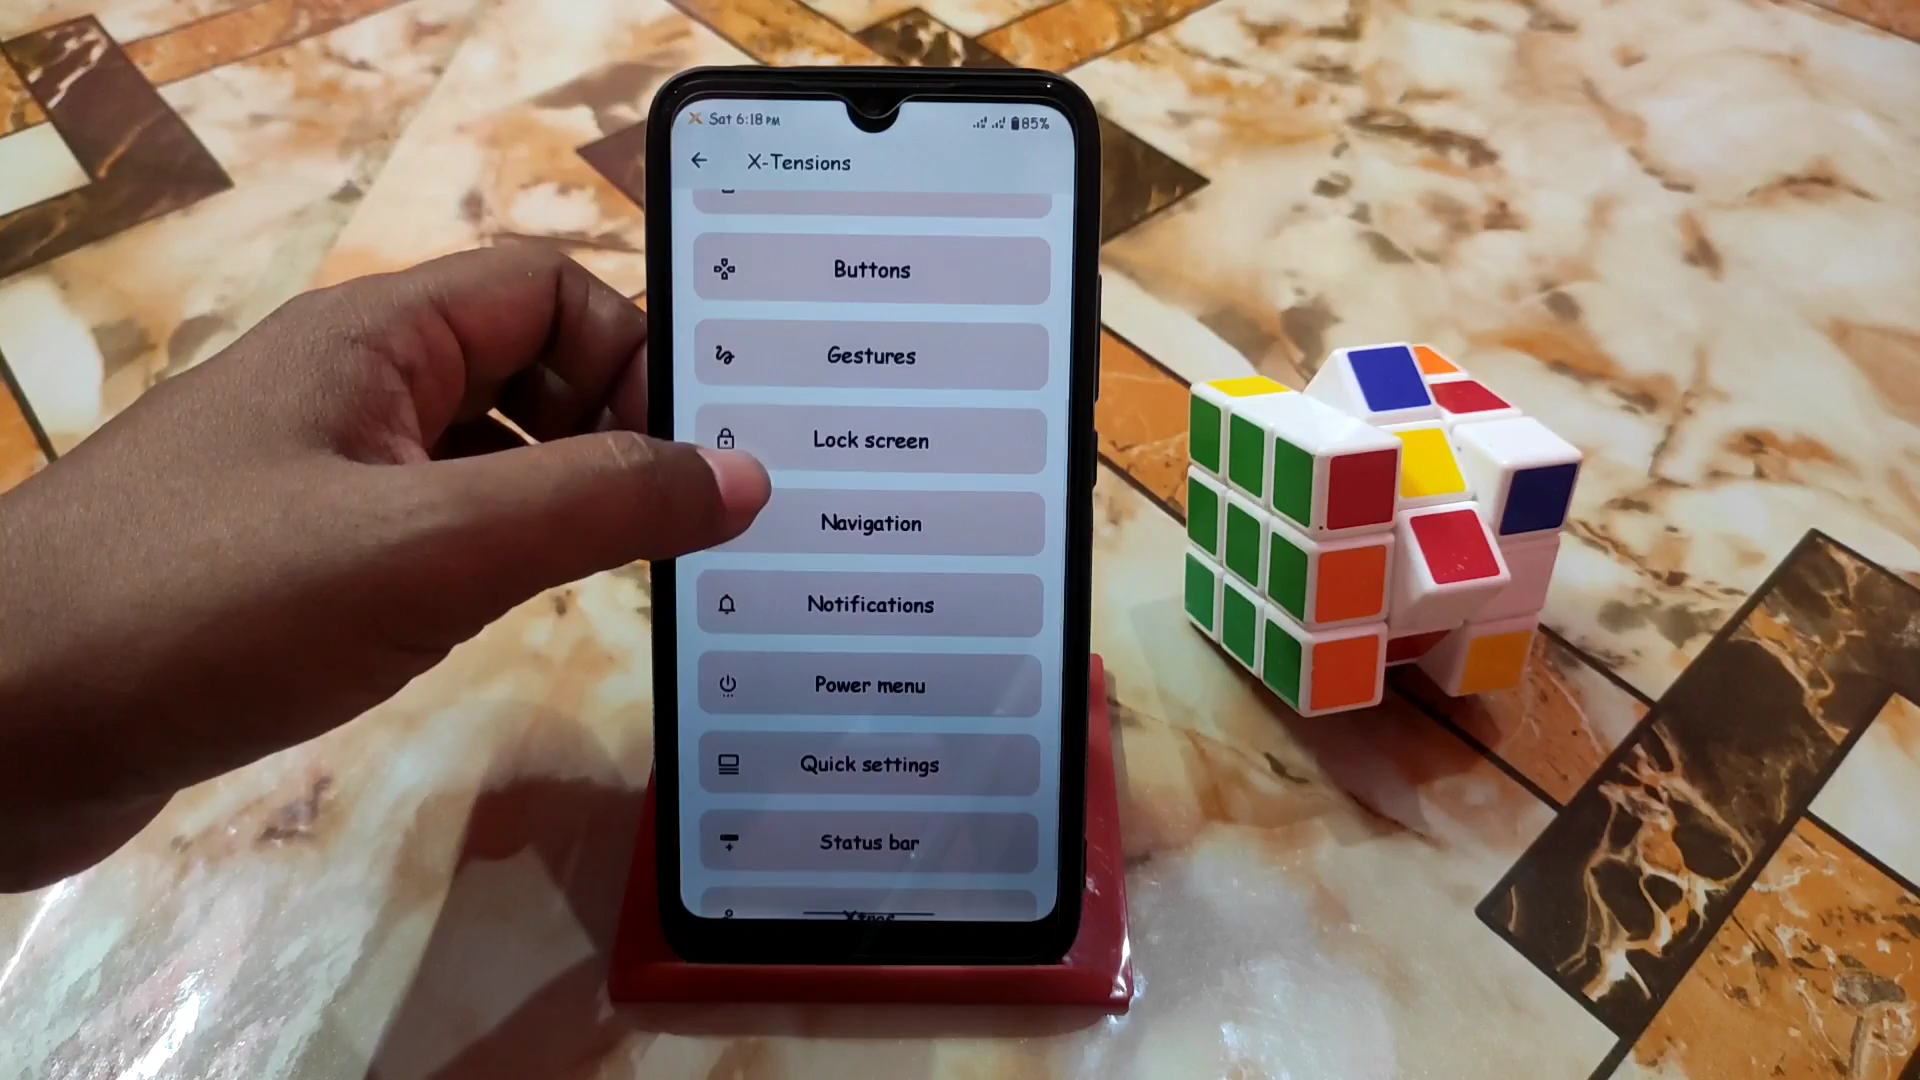 Sat 6:18 PM
85%
X-Tensions
Buttons
Gestures
Lock screen
Navigation
Notifications
Power menu
Quick settings
Status bar